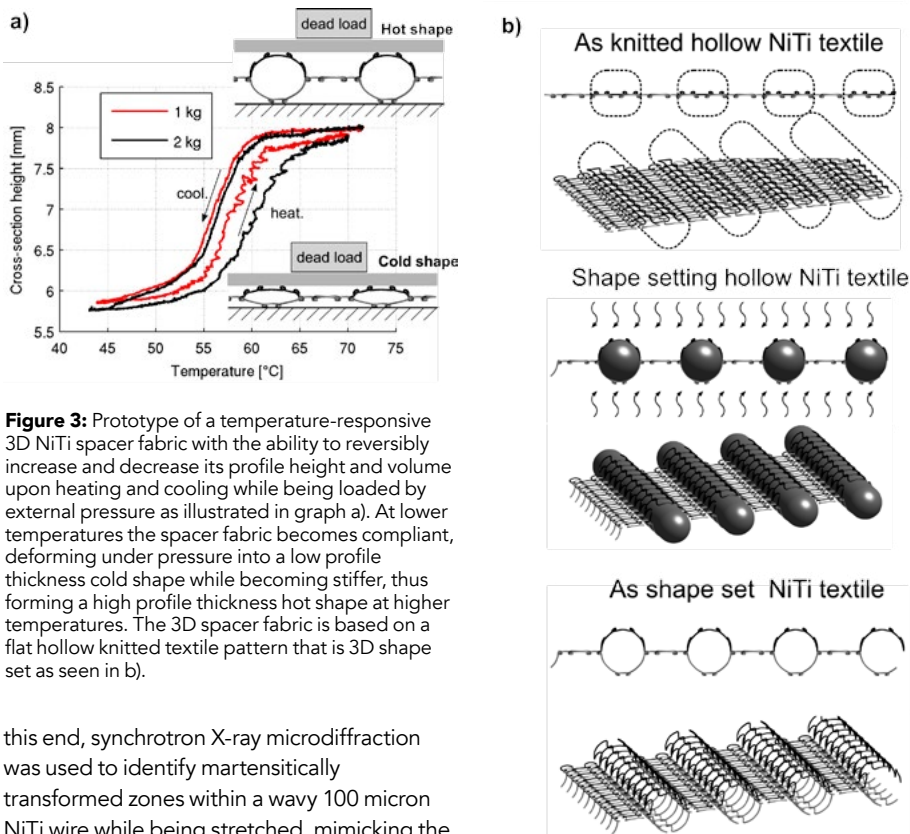 a)
dead load
Hot shape
8.5
8
7.5
7
6.5
6
5.5
1 kg
2 kg
cool.
heat.
dead load
Cold shape
Cross-section height [mm]
40 45 50 55 60 65 70 75
Temperature [°C]
Figure 3: Prototype of a temperature-responsive
3D NiTi spacer fabric with the ability to reversibly
increase and decrease its profile height and volume
upon heating and cooling while being loaded by
external pressure as illustrated in graph a). At lower
temperatures the spacer fabric becomes compliant,
deforming under pressure into a low profile
thickness cold shape while becoming stiffer, thus
forming a high profile thickness hot shape at higher
temperatures. The 3D spacer fabric is based on a
flat hollow knitted textile pattern that is 3D shape
set as seen in b).
this end, synchrotron X-ray microdiffraction
was used to identify martensitically
transformed zones within a wavy 100 micron
NiTi wire while being stretched, mimicking the
b)
As knitted hollow NiTi textile
Shape setting hollow NiTi textile
As shape set NiTi textile